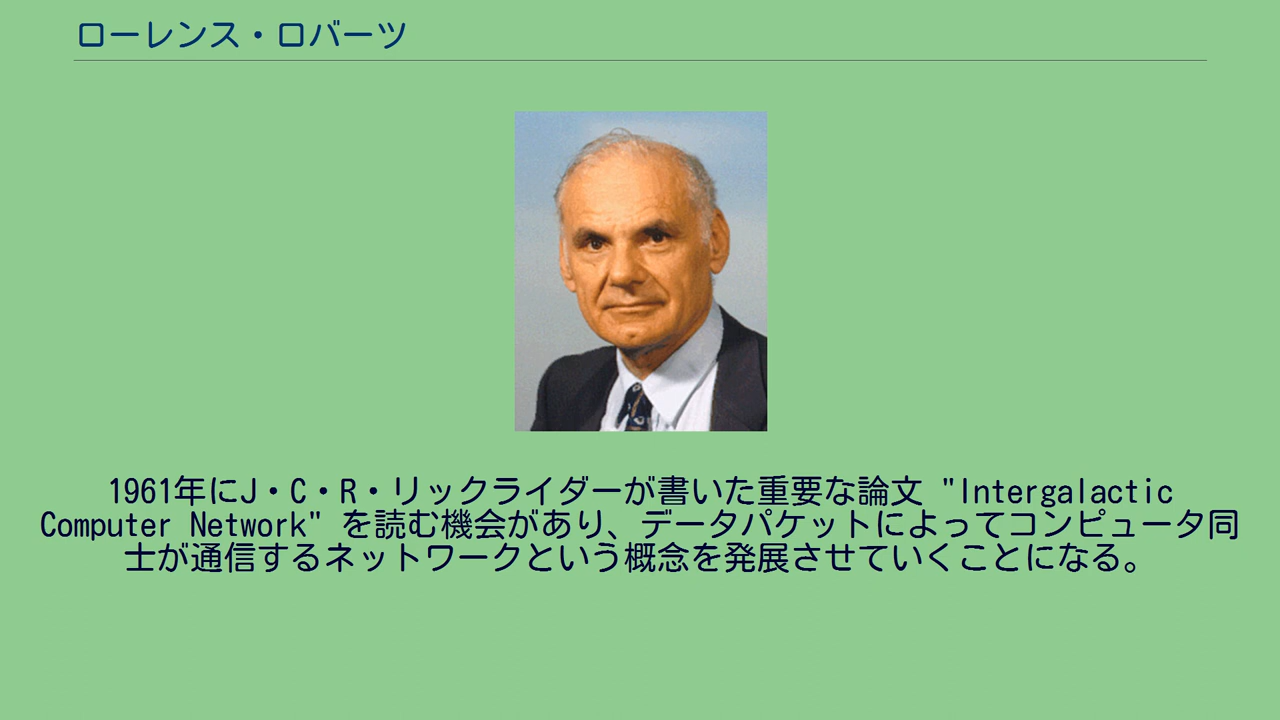 ローレンス・ロバーツ
1961年にJ・C・R・リックライダーが書いた重要な論文 "Intergalactic
Computer Network" を読む機会があり、データパケットによってコンピュータ同
士が通信するネットワークという概念を発展させていくことになる。